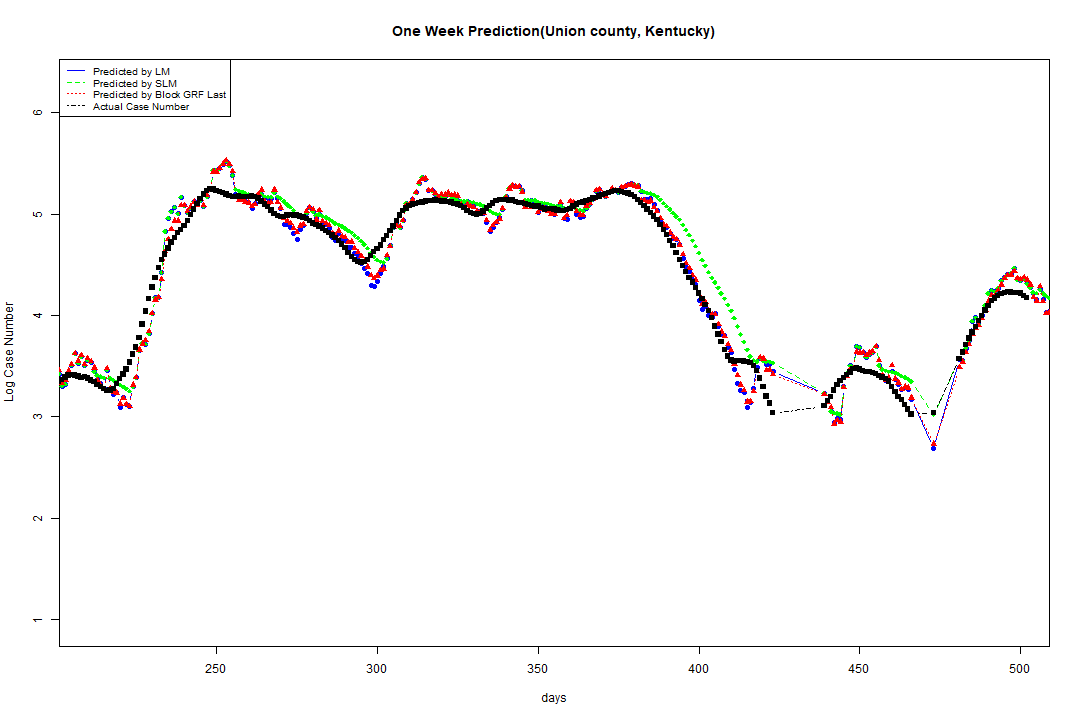 One Week Prediction(Union county, Kentucky)
Predicted by LM
Predicted by SLM
Predicted by Block GRF Last
Actual Case Number
6
5
4
3
2
1
Log Case Number
250 300 350 400 450 500
days